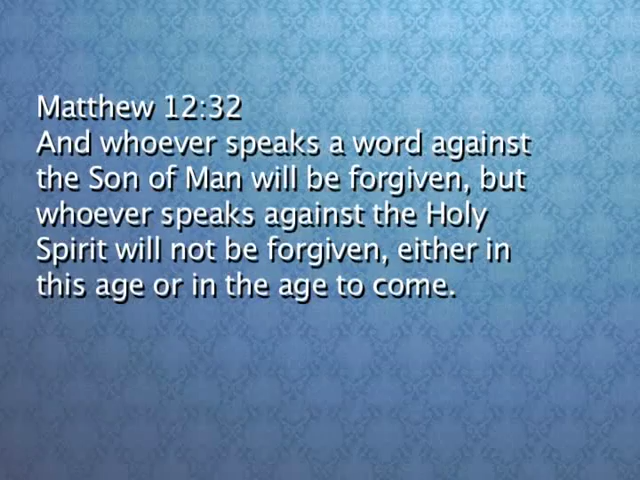 Matthew 12:32
And whoever speaks a word against
the Son of Man will be forgiven, but
whoever speaks against the Holy
Spirit will not be forgiven, either in
this age or in the age to come.